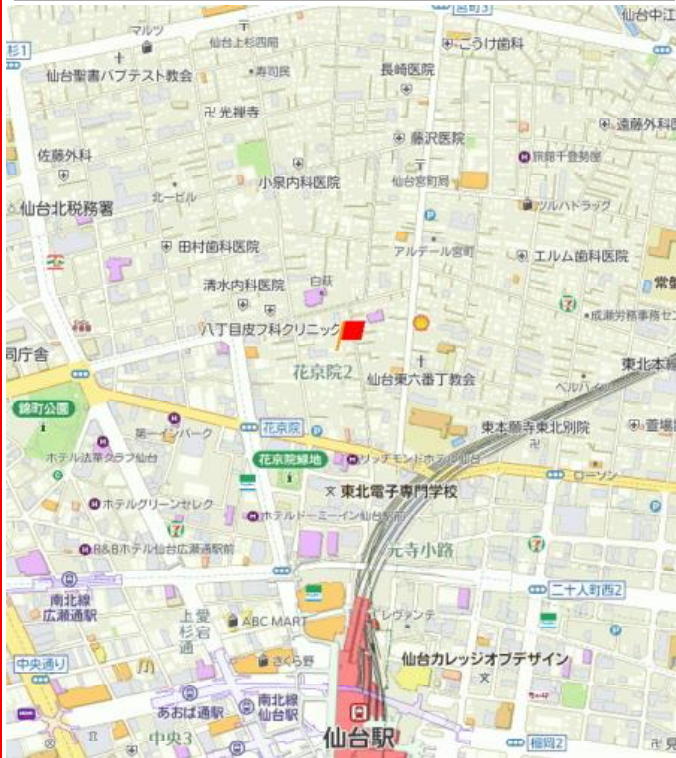 宮町3
仙台中江
マルツ
杉1
仙台上杉四局
こうけ歯科
仙台聖書バプテスト教会
寿司民
長崎医院
卍光禅寺
遠藤外科医
藤沢医院
佐藤外科
旅館千登勢屋
小泉内科医院
仙台宮町局
北一ビル
ツルハドラッグ
仙台北税務署
田村歯科医院
アルテール宮町
エルム歯科医院
清水内科医院
白萩
常盤
成瀬労務事務セン
八丁目皮フ科クリニック
司庁舎
花京院2
仙台東六番丁教会
東北本線
錦町公園
第一インパーク
花京院
東本願寺東北別院
卍
萱場
ホテル法華クラブ仙台
花京院緑地
リッチモンドホテル仙台
ローソン
東北電子専門学校
ホテルグリーンセレク
ホテルドーミーイン仙台駅前
R&Bホテル仙台広瀬通駅前
元寺小路
南北線
広瀬通駅
二十人町西2
上杉通
愛宕
ABC MART
ピレヴァンテ
中央通り
さくら野
仙台カレッジオブデザイン
あおば通駅
南北線
仙台駅
中央3
仙台駅
榴岡2
卍見